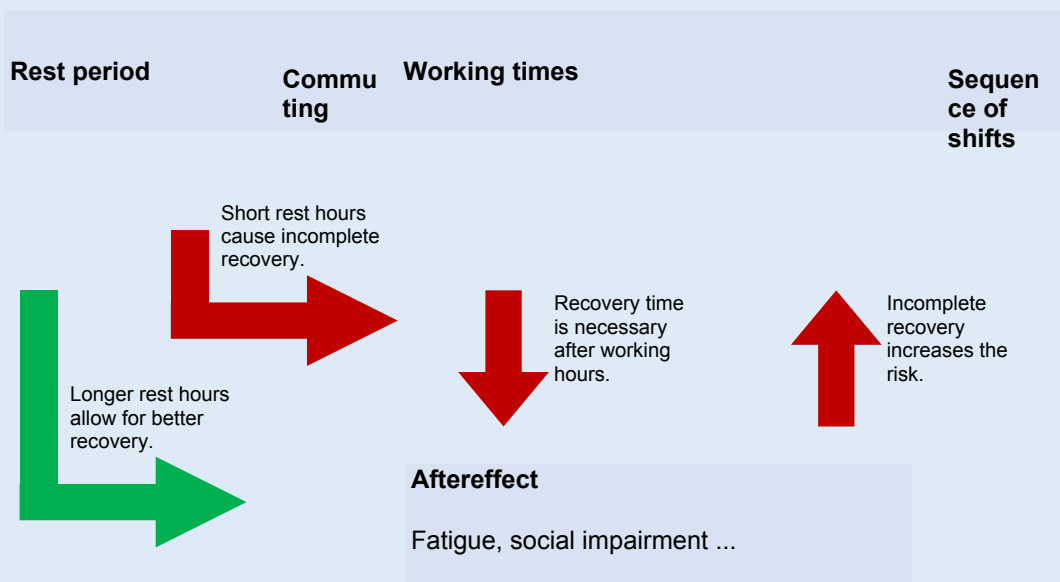 Rest period
Commu
ting
Working times
Sequen
ce of
shifts
Short rest hours
cause incomplete
recovery.
Recovery time
is necessary
after working
hours.
Incomplete
recovery
increases the
risk.
Longer rest hours
allow for better
recovery.
Aftereffect
Fatigue, social impairment ...